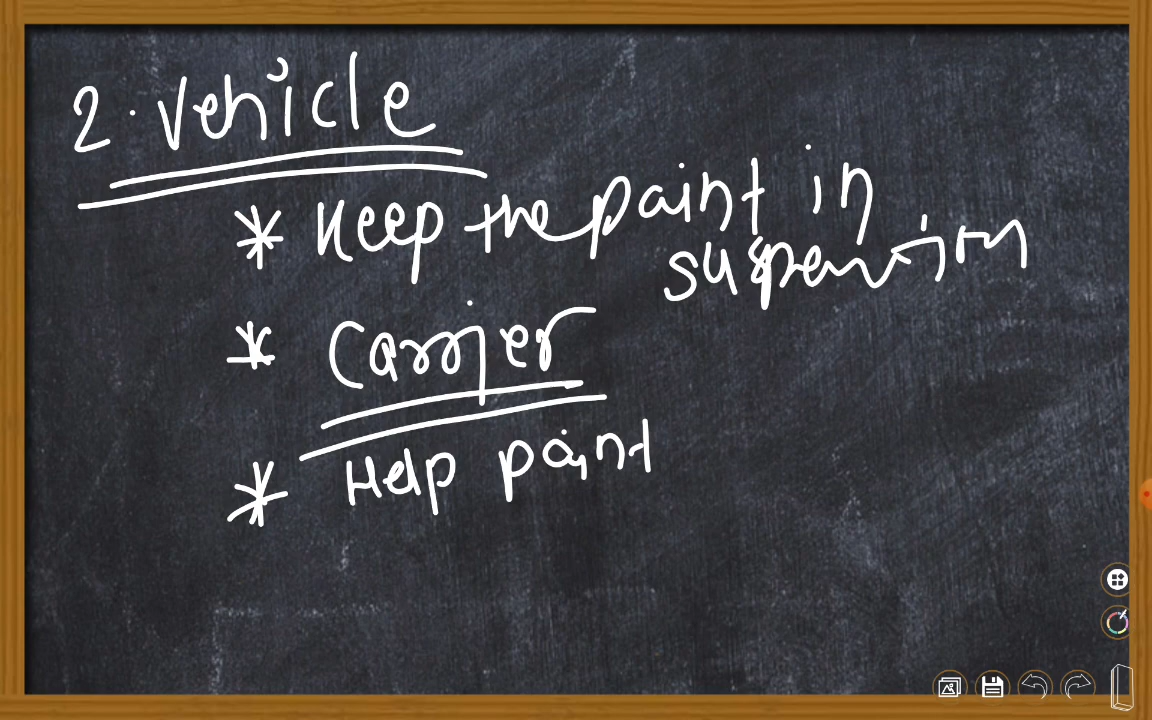 2. Vehicle
* Keep the paint in
suspension
* Carrier
* Help paint